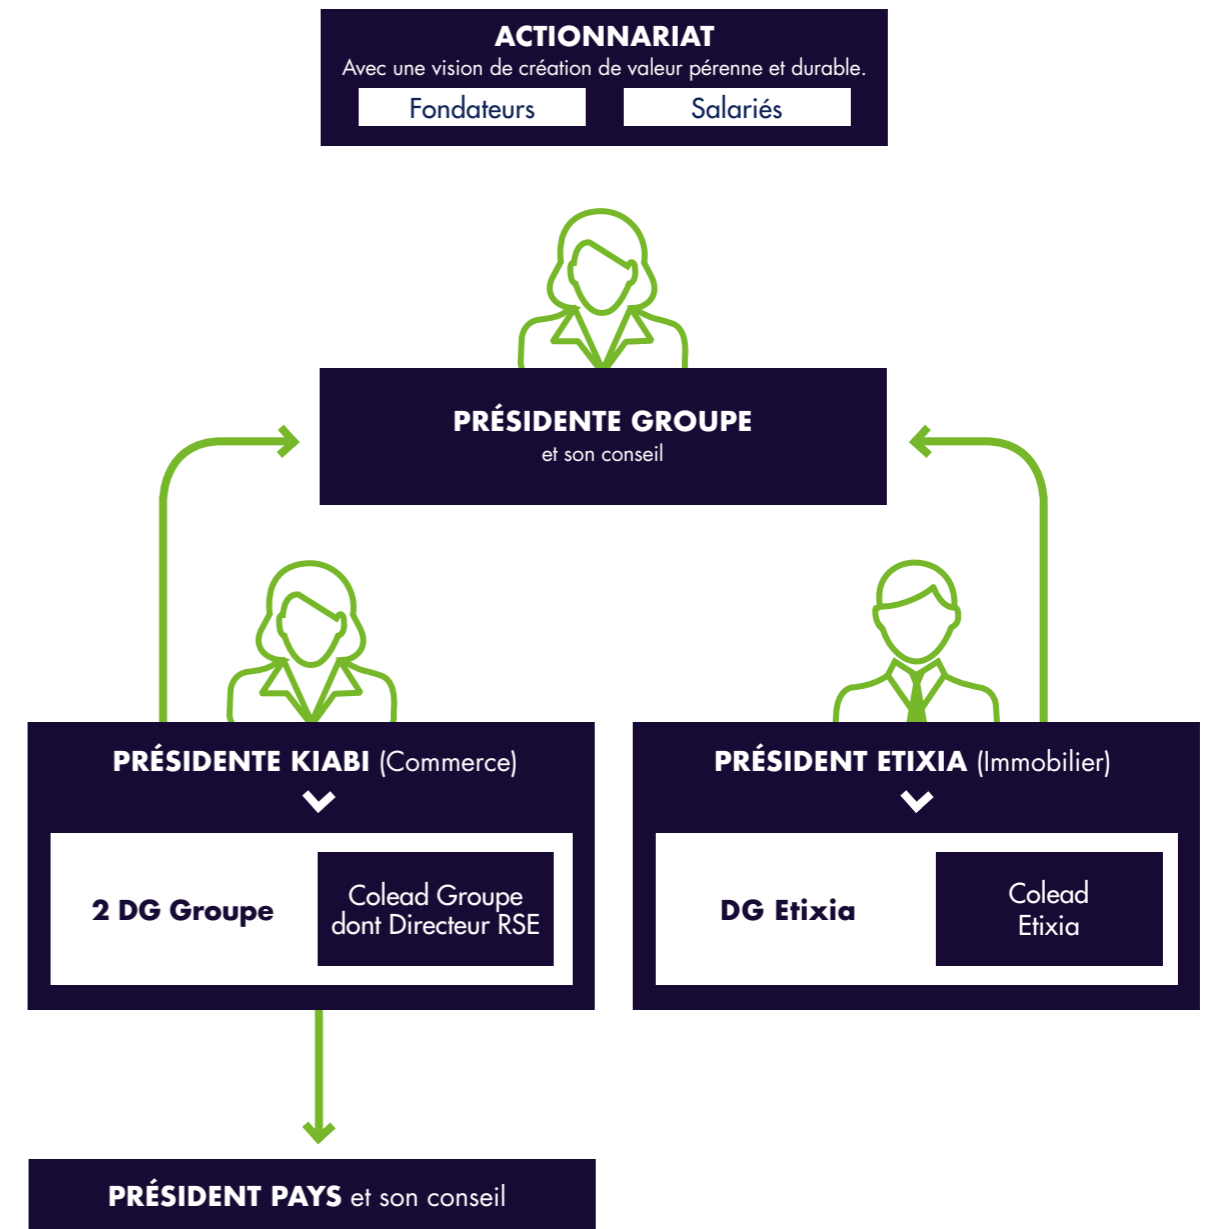 ACTIONNARIAT
Avec une vision de création de valeur pérenne et durable.
Fondateurs
Salariés
PRÉSIDENTE GROUPE
et son conseil
PRÉSIDENTE KIABI (Commerce)
2 DG Groupe
Colead Groupe
dont Directeur RSE
PRÉSIDENT ETIXIA (Immobilier)
DG Etixia
Colead
Etixia
PRÉSIDENT PAYS et son conseil